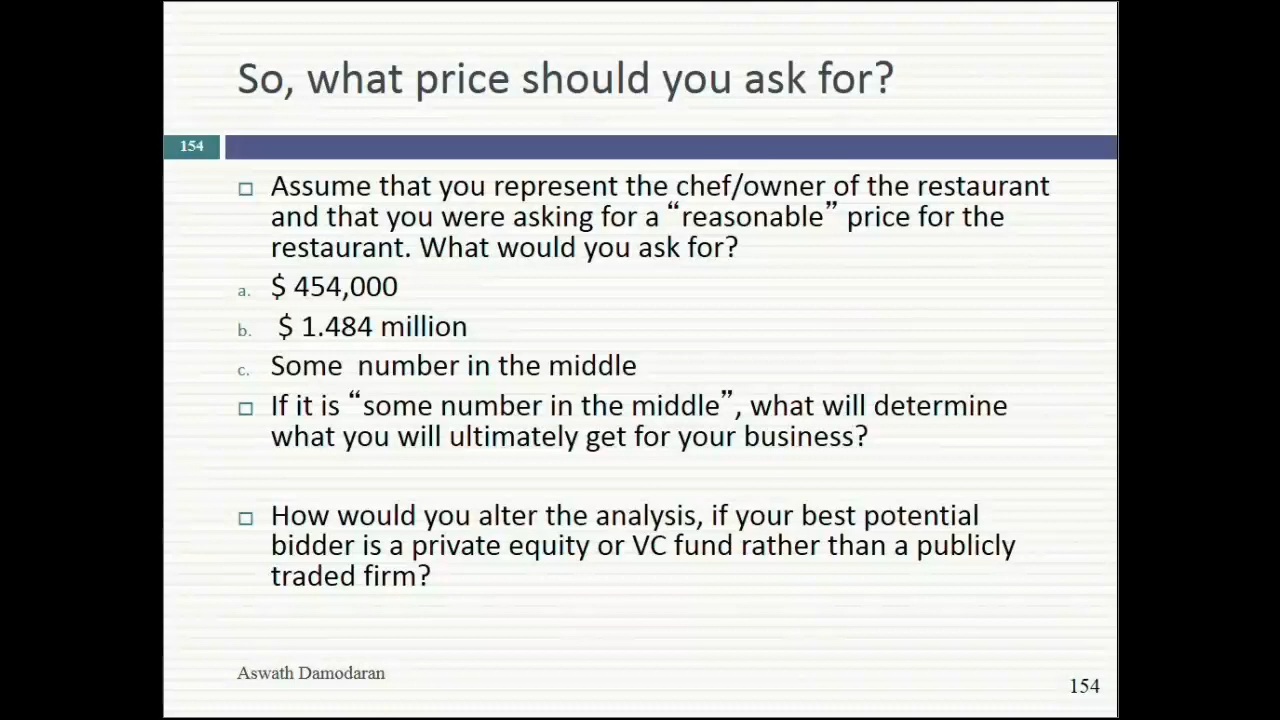 So, what price should you ask for?
154
Assume that you represent the chef/owner of the restaurant
and that you were asking for a “reasonable” price for the
restaurant. What would you ask for?
a. $ 454,000
b. $ 1.484 million
c. Some number in the middle
If it is “some number in the middle”, what will determine
what you will ultimately get for your business?
How would you alter the analysis, if your best potential
bidder is a private equity or VC fund rather than a publicly
traded firm?
Aswath Damodaran
154